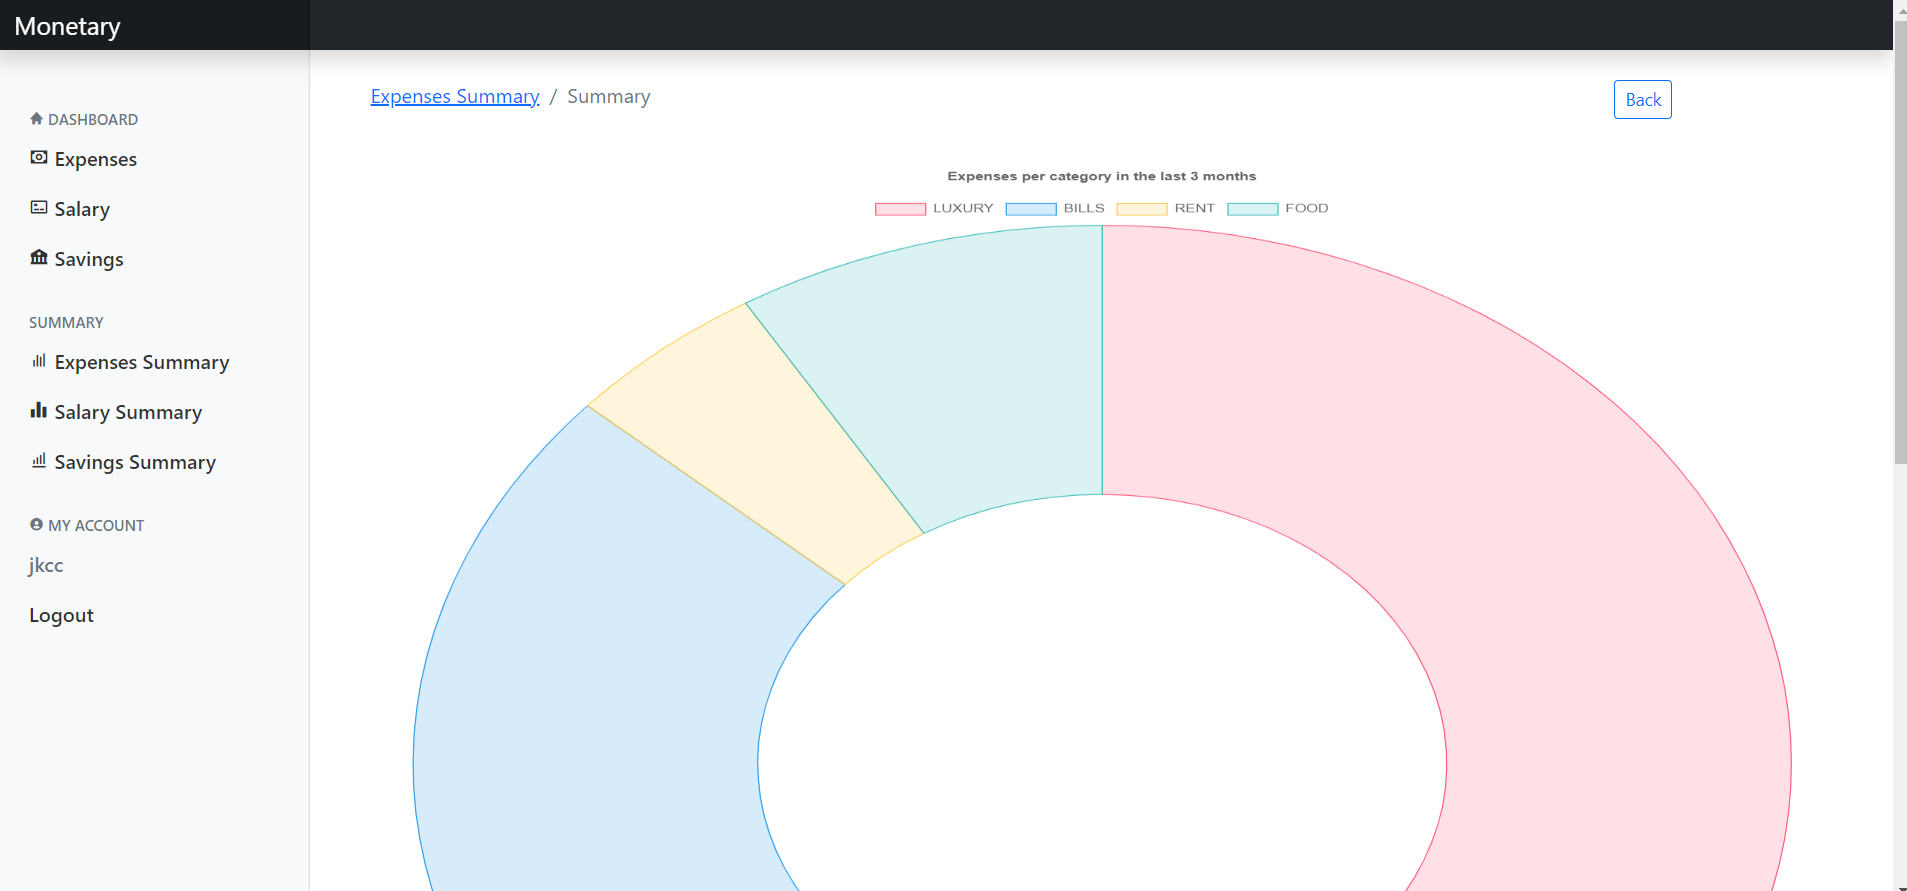 Monetary
Expenses Summary / Summary
Back
DASHBOARD
Expenses
Salary
Savings
SUMMARY
Expenses Summary
Salary Summary
Savings Summary
MY ACCOUNT
jkcc
Logout
Expenses per category in the last 3 months
LUXURY BILLS RENT FOOD